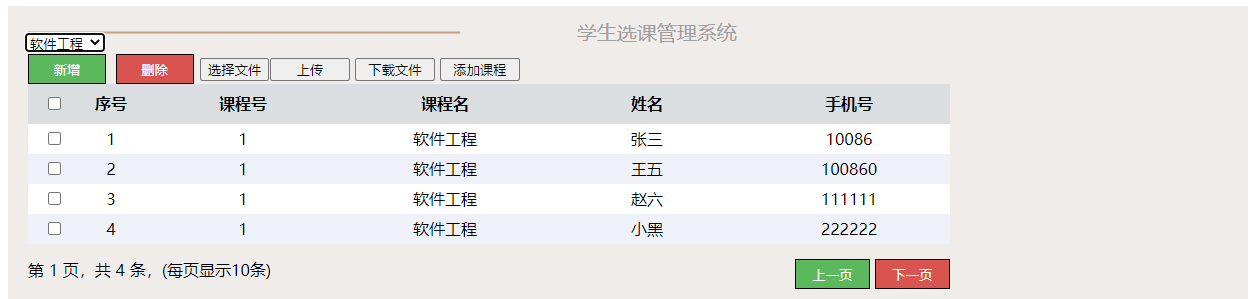 学生选课管理系统
软件工程
新增 删除 选择文件 上传 下载文件 添加课程
序号 课程号 课程名 姓名 手机号
1 1 软件工程 张三 10086
2 1 软件工程 王五 100860
3 1 软件工程 赵六 111111
4 1 软件工程 小黑 222222
第 1 页，共 4 条，(每页显示10条) 上一页 下一页